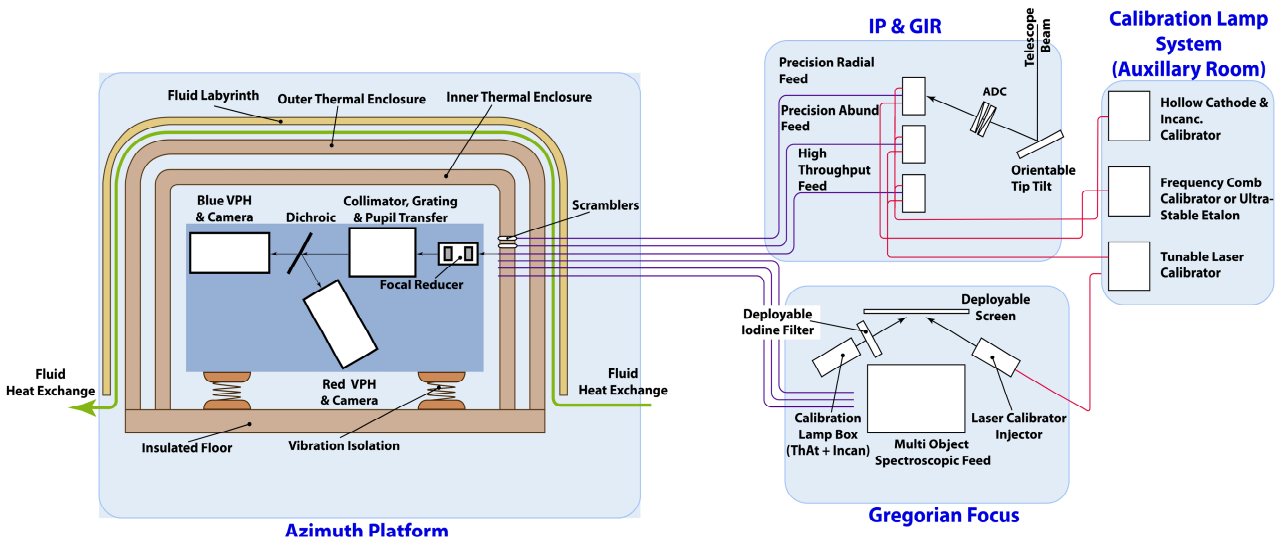 IP & GIR
Calibration Lamp
System
(Auxillary Room)
Telescope
Beam
Precision Radial
Feed
Precision Abund
Feed
High
Throughput
Feed
ADC
Orientable
Tip Tilt
Hollow Cathode &
Incanc.
Calibrator
Frequency Comb
Calibrator or Ultra-
Stable Etalon
Tunable Laser
Calibrator
Fluid Labyrinth
Outer Thermal Enclosure
Inner Thermal Enclosure
Blue VPH
& Camera
Dichroic
Collimator, Grating
& Pupil Transfer
Scramblers
Focal Reducer
Fluid
Heat Exchange
Red VPH
& Camera
Fluid
Heat Exchange
Insulated Floor
Vibration Isolation
Azimuth Platform
Deployable
Iodine Filter
Deployable
Screen
Calibration
Lamp Box
(ThAt + Incan)
Multi Object
Spectroscopic Feed
Laser Calibrator
Injector
Gregorian Focus